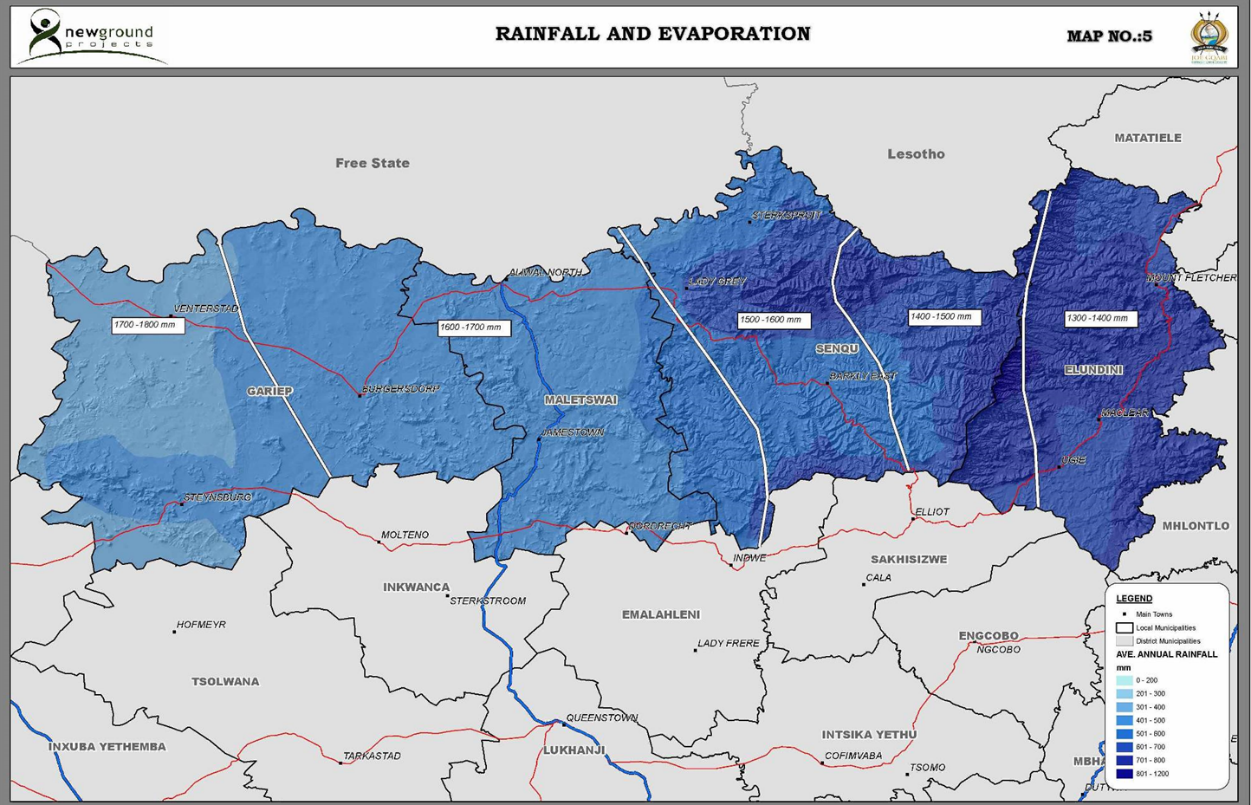 newground
projects
RAINFALL AND EVAPORATION
MAP NO.:5
MATATIELE
Free State
Lesotho
STERKSPRUIT
ALIWAL NORTH
LADY GREY
MOUNT FLETCHER
VENTERSTAD
1700 -1800 mm
1600 -1700 mm
1500 -1600 mm
1400 -1500 mm
1300 -1400 mm
SENQU
ELUNDINI
BARKLY EAST
GARIEP
BURGERSDORP
MALETSWAI
MACLEAR
JAMESTOWN
UGIE
STEYNSBURG
ELLIOT
DORDRECHT
MHLONTLO
MOLTENO
INDWE
SAKHISIZWE
CALA
INKWANCA
STERKSTROOM
EMALAHLENI
HOFMEYR
LADY FRERE
ENGCOBO
NGCOBO
TSOLWANA
QUEENSTOWN
INXUBA YETHEMBA
LUKHANJI
INTSIKA YETHU
TARKASTAD
COFIMVABA
TSOMO
MBHA
LEGEND
Main Towns
Local Municipalities
District Municipalities
AVE. ANNUAL RAINFALL
mm
0 - 200
201 - 300
301 - 400
401 - 500
501 - 600
601 - 700
701 - 800
801 - 1200